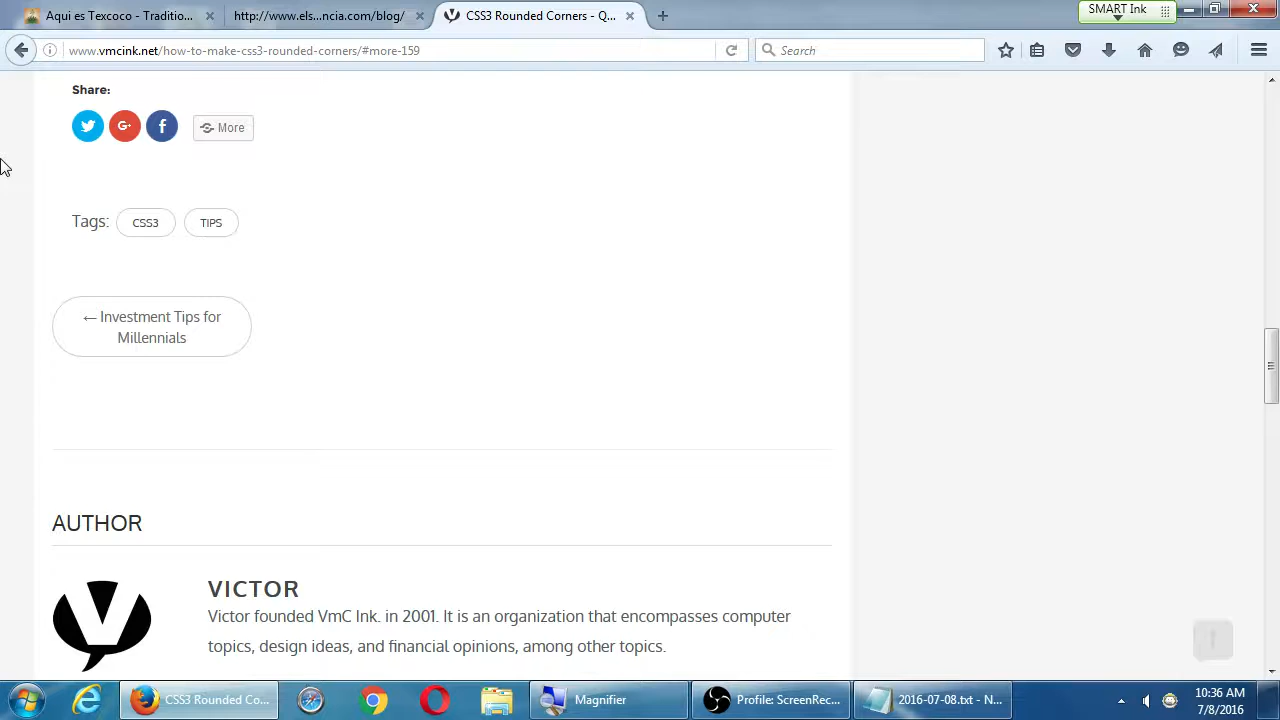 SMART Ink
Aqui es Texcoco - Traditio...
http://www.els...ncia.com/blog/
CSS3 Rounded Corners - Q...
www.vmcink.net/how-to-make-css3-rounded-corners/#more-159
Search
Share:
G+
f
More
Tags:
CSS3
TIPS
← Investment Tips for
Millennials
AUTHOR
VICTOR
Victor founded VmC Ink. in 2001. It is an organization that encompasses computer
topics, design ideas, and financial opinions, among other topics.
CSS3 Rounded Co...
Magnifier
Profile: ScreenRec...
2016-07-08.txt - N...
10:36 AM
7/8/2016